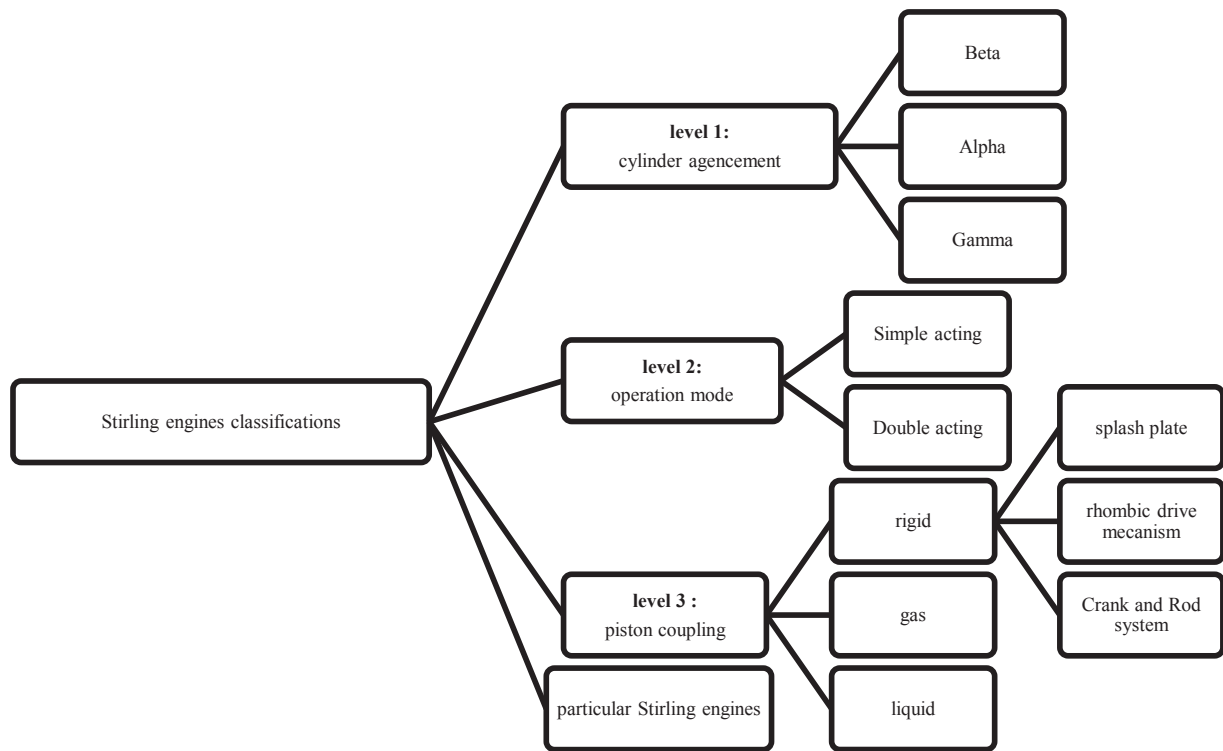 Stirling engines classifications
level 1:
cylinder agencement
Beta
Alpha
Gamma
level 2:
operation mode
Simple acting
Double acting
level 3 :
piston coupling
rigid
splash plate
rhombic drive
mecanism
Crank and Rod
system
gas
liquid
particular Stirling engines